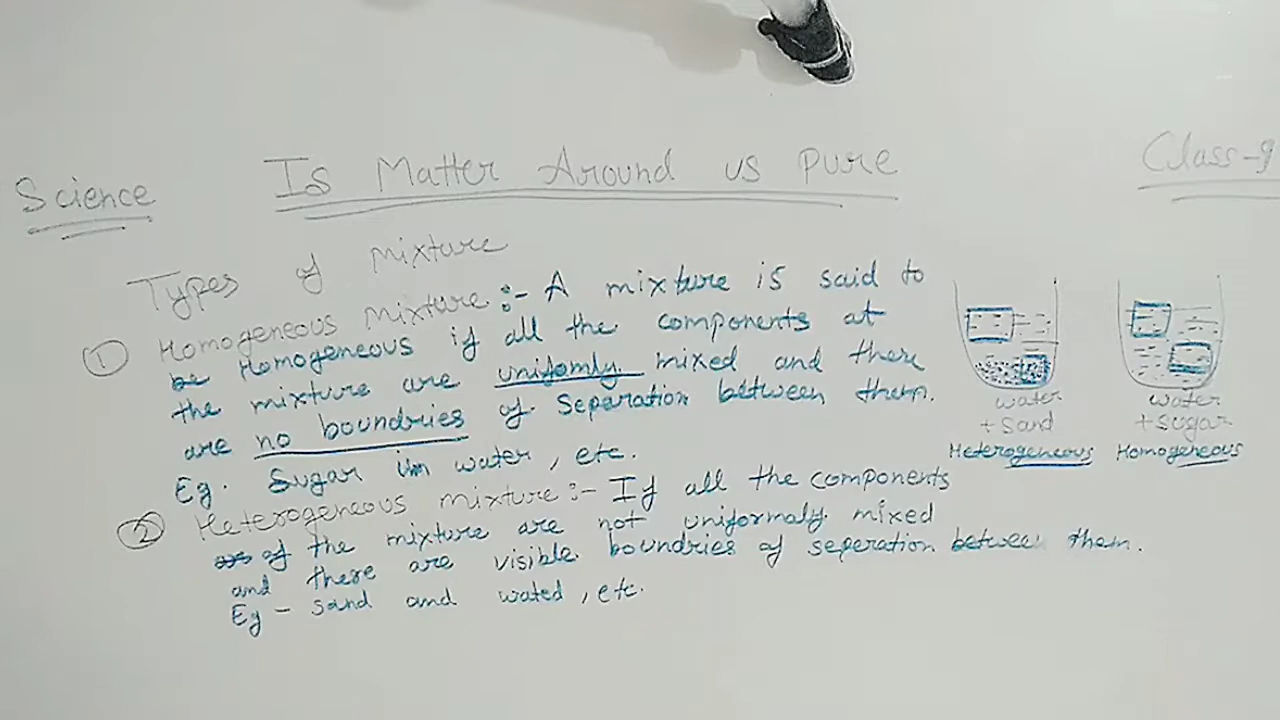 Science
Is Matter Around us pure
Class-9
Types of mixture
① Homogeneous mixture :- A mixture is said to
be Homogeneous if all the components at
the mixture are unifomly mixed and there
are no boundries of separation between them.
Eg. Sugar in water, etc.
② Heterogeneous mixture :- If all the components
of the mixture are not uniformaly mixed
and there are visible boundries of seperation between them.
Eg - sand and wated, etc.
water
+ sand
Heterogeneous
water
+ sugar
Homogeneous